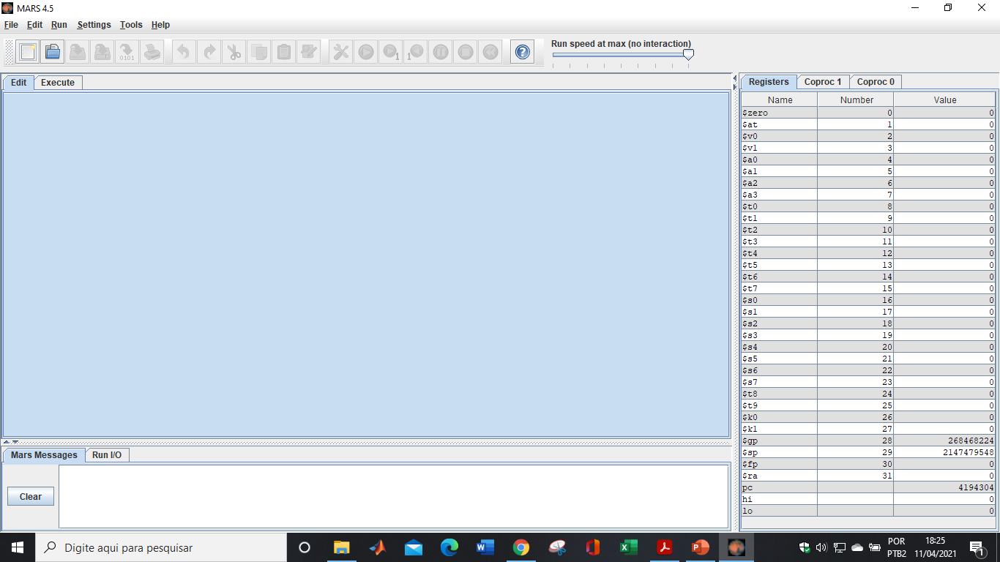 MARS 4.5
File Edit Run Settings Tools Help
0101
1
1
?
Run speed at max (no interaction)
Edit Execute
Registers Coproc 1 Coproc 0
Name Number Value
$zero 0 0
$at 1 0
$v0 2 0
$v1 3 0
$a0 4 0
$a1 5 0
$a2 6 0
$a3 7 0
$t0 8 0
$t1 9 0
$t2 10 0
$t3 11 0
$t4 12 0
$t5 13 0
$t6 14 0
$t7 15 0
$s0 16 0
$s1 17 0
$s2 18 0
$s3 19 0
$s4 20 0
$s5 21 0
$s6 22 0
$s7 23 0
$t8 24 0
$t9 25 0
$k0 26 0
$k1 27 0
$gp 28 268468224
$sp 29 2147479548
$fp 30 0
$ra 31 0
pc 4194304
hi 0
lo 0
Mars Messages Run I/O
Clear
Digite aqui para pesquisar
POR
PTB2
18:25
11/04/2021
1